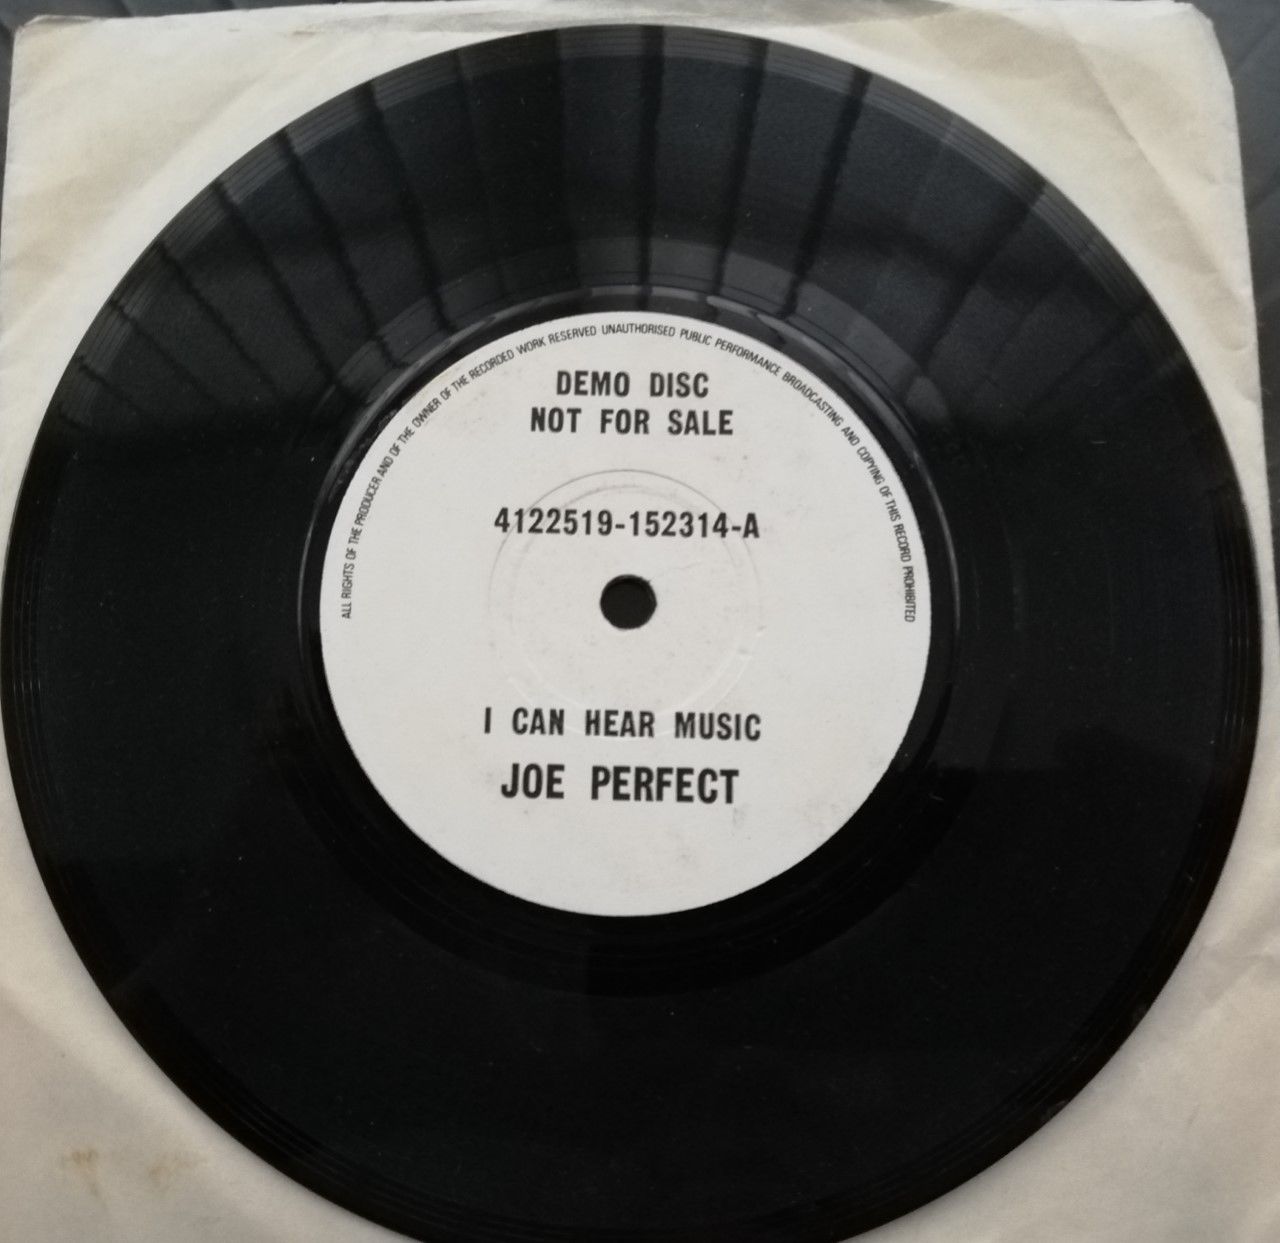 ALL RIGHTS OF THE PRODUCER AND OF THE OWNER OF THE RECORDED WORK RESERVED UNAUTHORISED PUBLIC PERFORMANCE BROADCASTING AND COPYING OF THIS RECORD PROHIBITED
DEMO DISC
NOT FOR SALE
4122519-152314-A
I CAN HEAR MUSIC
JOE PERFECT